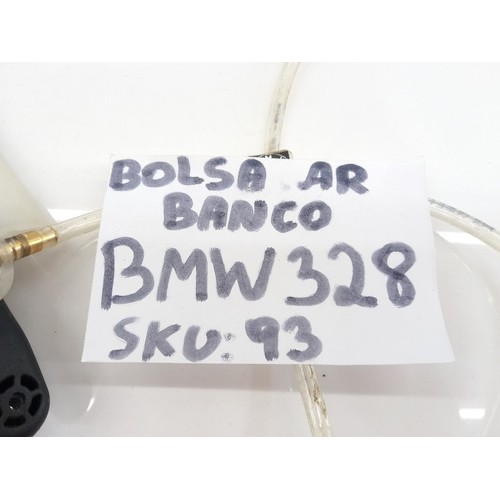 BOLSA AR
BANCO
BMW 328
SKU: 93